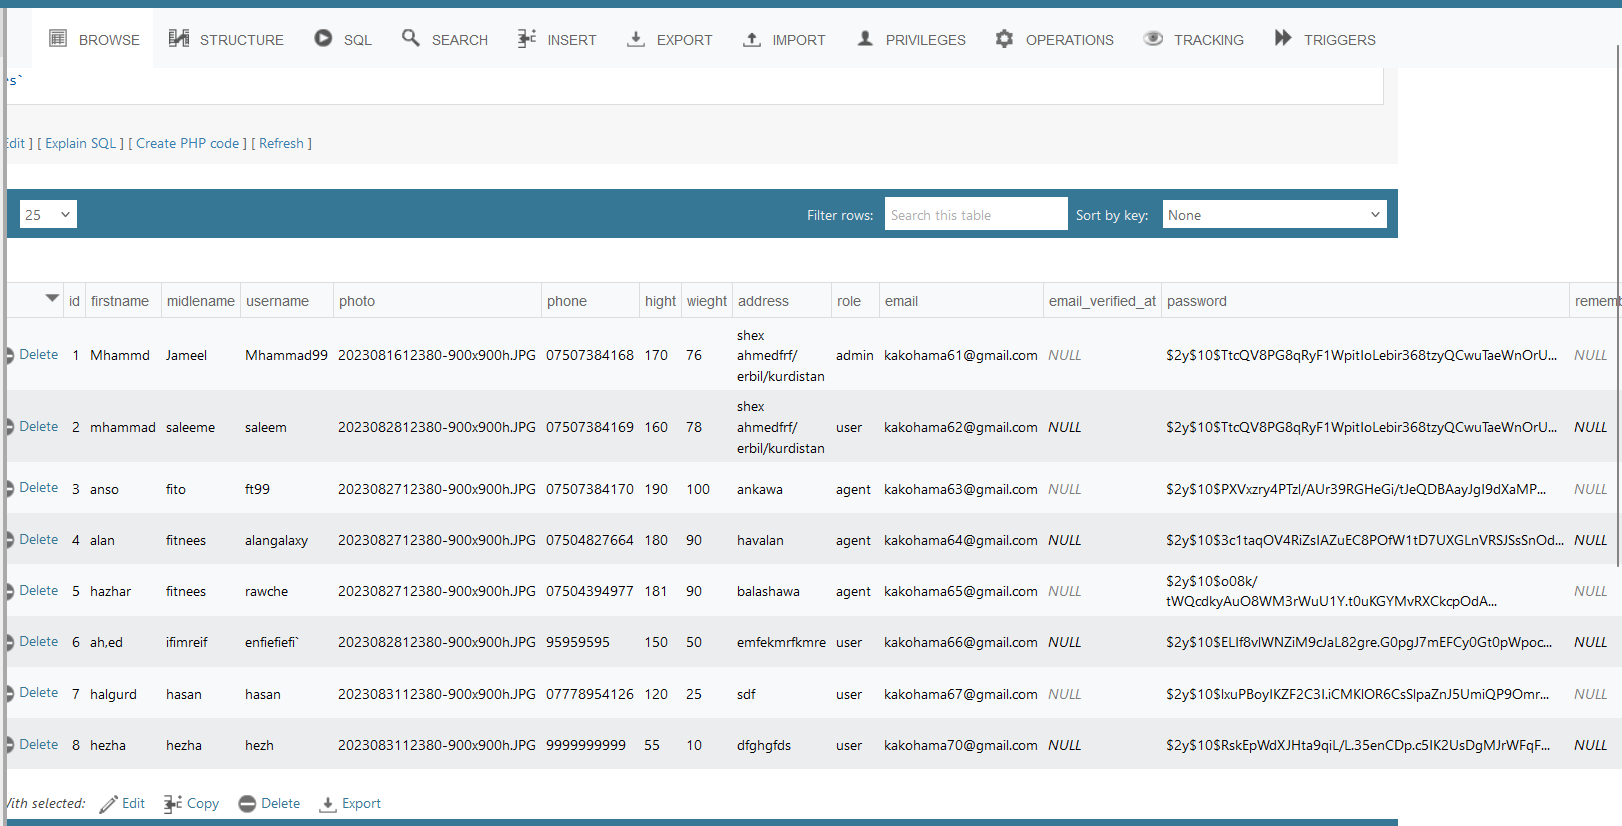 BROWSE STRUCTURE SQL SEARCH INSERT EXPORT IMPORT PRIVILEGES OPERATIONS TRACKING TRIGGERS
s`
Edit ] [ Explain SQL ] [ Create PHP code ] [ Refresh ]
25 Filter rows: Search this table Sort by key: None
id firstname midlename username photo phone hight wieght address role email email_verified_at password rememb
Delete 1 Mhammd Jameel Mhammad99 2023081612380-900x900h.JPG 07507384168 170 76 shex ahmedfrf/ erbil/kurdistan admin kakohama61@gmail.com NULL $2y$10$TtcQV8PG8qRyF1WpitIoLebir368tzyQCwuTaeWnOrU... NULL
Delete 2 mhammad saleeme saleem 2023082812380-900x900h.JPG 07507384169 160 78 shex ahmedfrf/ erbil/kurdistan user kakohama62@gmail.com NULL $2y$10$TtcQV8PG8qRyF1WpitIoLebir368tzyQCwuTaeWnOrU... NULL
Delete 3 anso fito ft99 2023082712380-900x900h.JPG 07507384170 190 100 ankawa agent kakohama63@gmail.com NULL $2y$10$PXVxzry4PTzl/AUr39RGHeGi/tJeQDBAayJgI9dXaMP... NULL
Delete 4 alan fitnees alangalaxy 2023082712380-900x900h.JPG 07504827664 180 90 havalan agent kakohama64@gmail.com NULL $2y$10$3c1taqOV4RiZsIAZuEC8POfW1tD7UXGLnVRSJSsSnOd... NULL
Delete 5 hazhar fitnees rawche 2023082712380-900x900h.JPG 07504394977 181 90 balashawa agent kakohama65@gmail.com NULL $2y$10$o08k/ tWQcdkyAuO8WM3rWuU1Y.t0uKGYMvRXCkcpOdA... NULL
Delete 6 ah,ed ifimreif enfiefiefi` 2023082812380-900x900h.JPG 95959595 150 50 emfekmrfkmre user kakohama66@gmail.com NULL $2y$10$ELIf8vlWNZiM9cJaL82gre.G0pgJ7mEFCy0Gt0pWpoc... NULL
Delete 7 halgurd hasan hasan 2023083112380-900x900h.JPG 07778954126 120 25 sdf user kakohama67@gmail.com NULL $2y$10$lxuPBoyIKZF2C3I.iCMKlOR6CsSlpaZnJ5UmiQP9Omr... NULL
Delete 8 hezha hezha hezh 2023083112380-900x900h.JPG 9999999999 55 10 dfghgfds user kakohama70@gmail.com NULL $2y$10$RskEpWdXJHta9qiL/L.35enCDp.c5IK2UsDgMJrWFqF... NULL
With selected: Edit Copy Delete Export